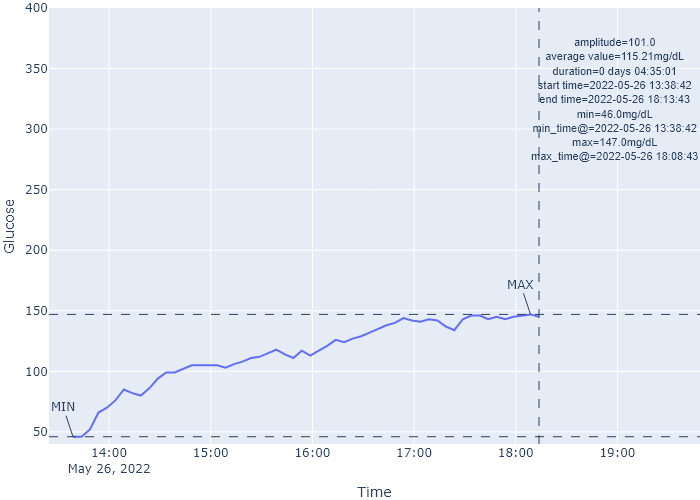 400
350
300
250
200
150
100
50
Glucose
amplitude=101.0
average value=115.21mg/dL
duration=0 days 04:35:01
start time=2022-05-26 13:38:42
end time=2022-05-26 18:13:43
min=46.0mg/dL
min_time@=2022-05-26 13:38:42
max=147.0mg/dL
max_time@=2022-05-26 18:08:43
MAX
MIN
14:00 15:00 16:00 17:00 18:00 19:00
May 26, 2022
Time